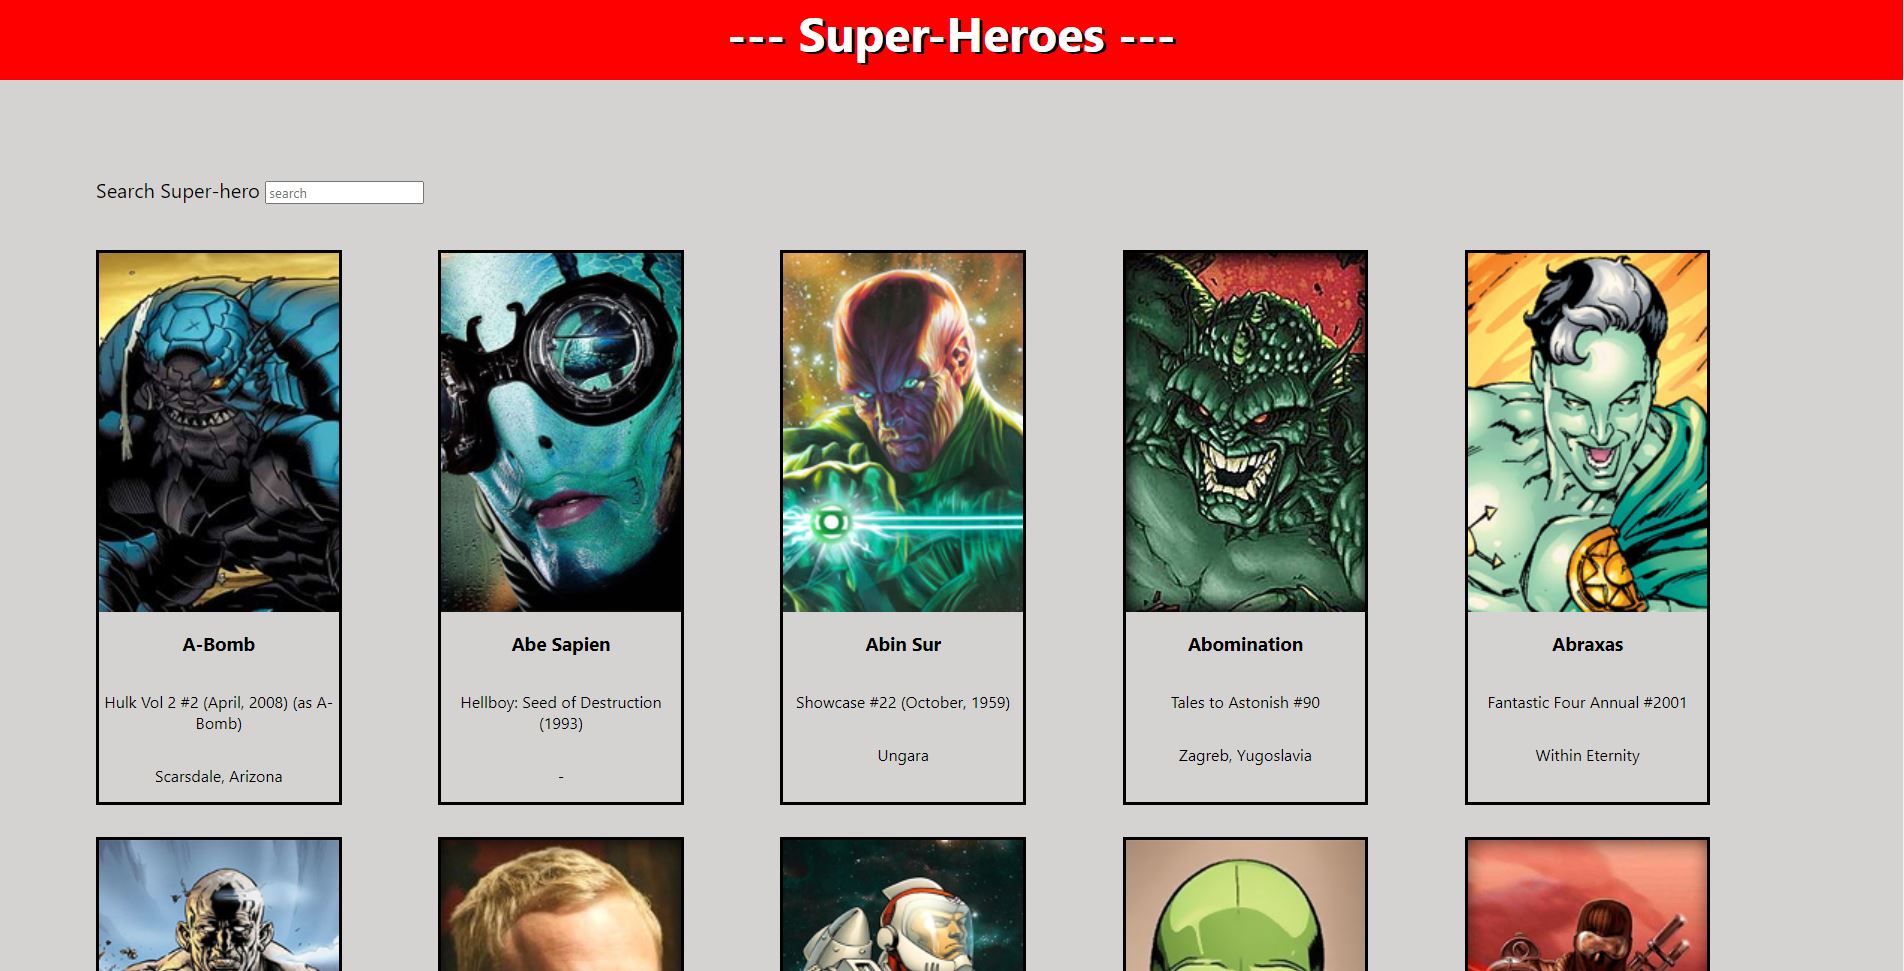 --- Super-Heroes ---
Search Super-hero search
A-Bomb
Hulk Vol 2 #2 (April, 2008) (as A-
Bomb)
Scarsdale, Arizona
Abe Sapien
Hellboy: Seed of Destruction
(1993)
-
Abin Sur
Showcase #22 (October, 1959)
Ungara
Abomination
Tales to Astonish #90
Zagreb, Yugoslavia
Abraxas
Fantastic Four Annual #2001
Within Eternity